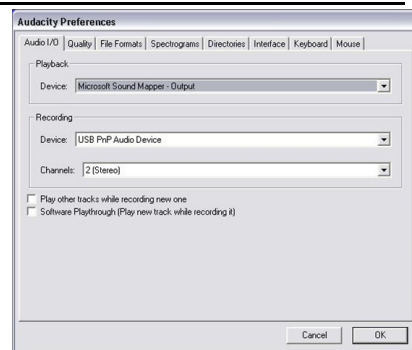 Audacity Preferences
Audio I/O Quality File Formats Spectrograms Directories Interface Keyboard Mouse
Playback
Device: Microsoft Sound Mapper - Output
Recording
Device: USB PnP Audio Device
Channels: 2 (Stereo)
Play other tracks while recording new one
Software Playthrough (Play new track while recording it)
Cancel OK